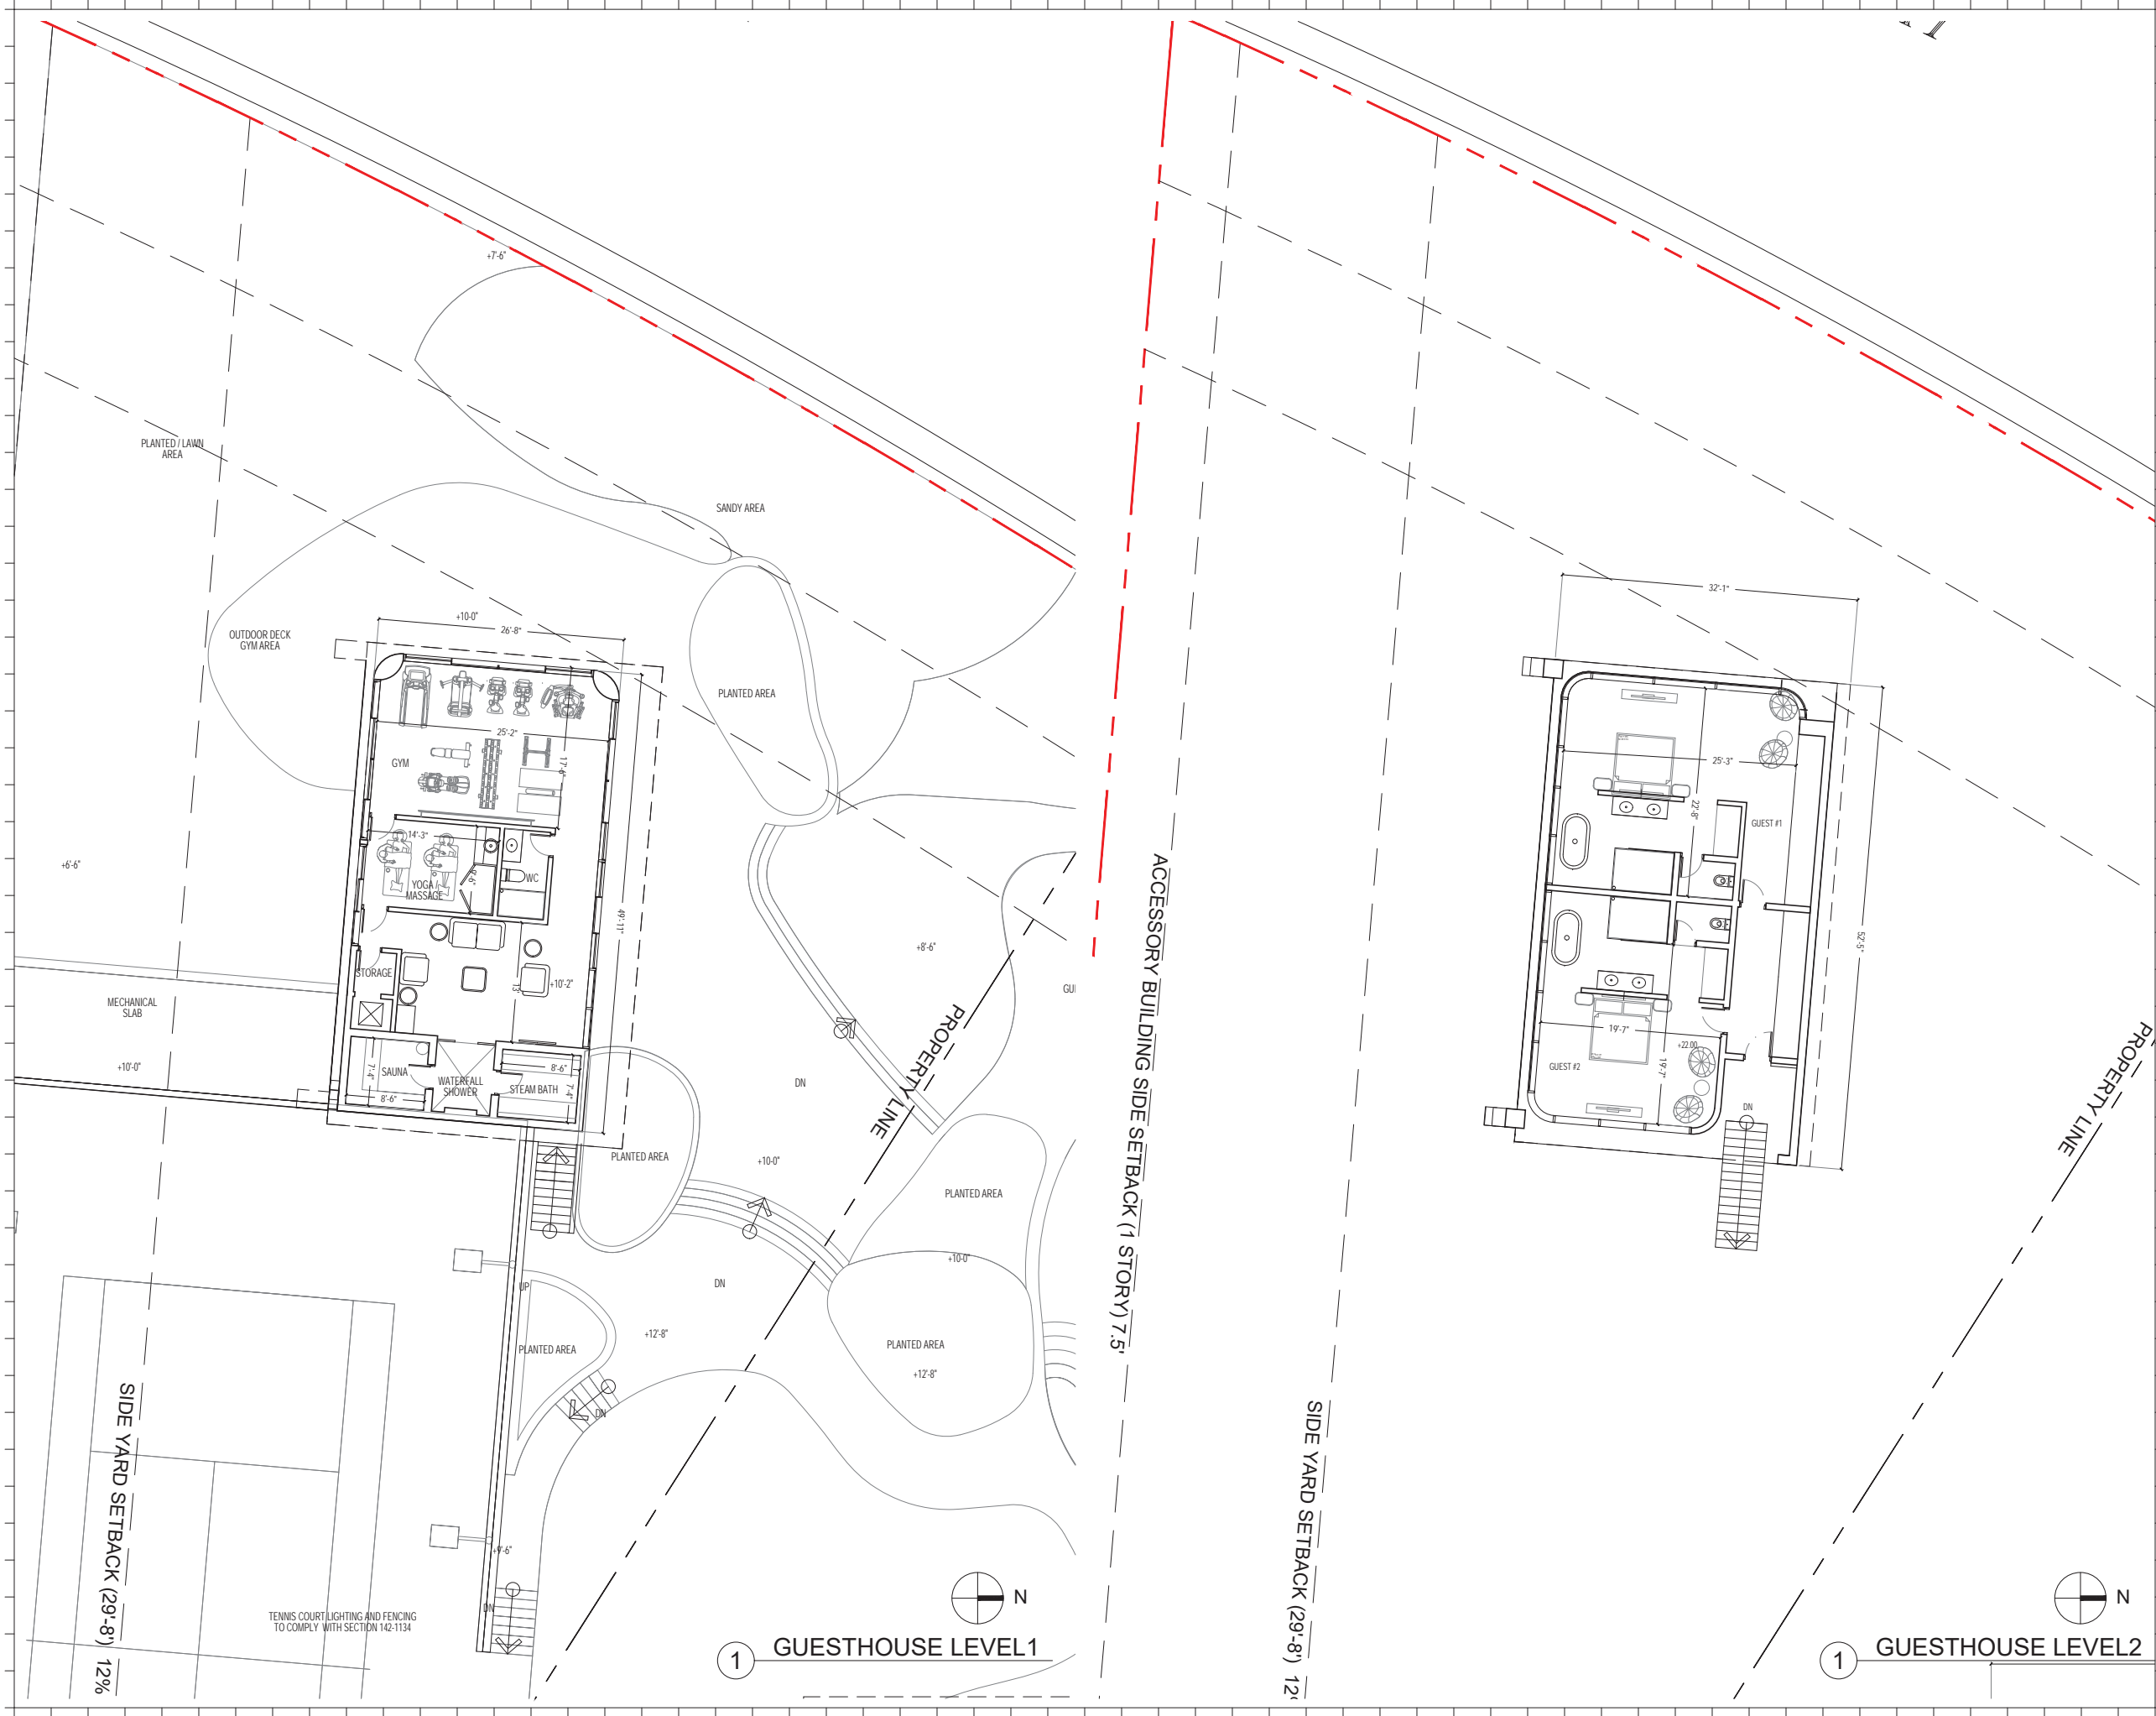 +7'-6"
PLANTED / LAWN
AREA
SANDY AREA
+10-0"
26'-8"
OUTDOOR DECK
GYM AREA
PLANTED AREA
25'-2"
GYM
17'-6"
14'-3"
+6'-6"
YOGA /
MASSAGE
WC
49'-11"
+8'-6"
STORAGE
+10'-2"
MECHANICAL
SLAB
+10'-0"
SAUNA
7'-4"
8'-6"
WATERFALL
SHOWER
STEAM BATH
8'-6"
7'-4"
DN
PROPERTY LINE
PLANTED AREA
+10-0"
PLANTED AREA
+10-0"
UP
DN
PLANTED AREA
+12'-8"
PLANTED AREA
+12'-8"
DN
SIDE YARD SETBACK (29'-8') 12%
+9'-6"
DN
TENNIS COURT LIGHTING AND FENCING
TO COMPLY WITH SECTION 142-1134
N
1
GUESTHOUSE LEVEL1
ACCESSORY BUILDING SIDE SETBACK (1 STORY) 7.5'
SIDE YARD SETBACK (29'-8')
32'-1"
25'-3"
22'-8"
GUEST #1
52'-5"
19'-7"
+22.00
GUEST #2
19'-7"
DN
PROPERTY LINE
N
1
GUESTHOUSE LEVEL2